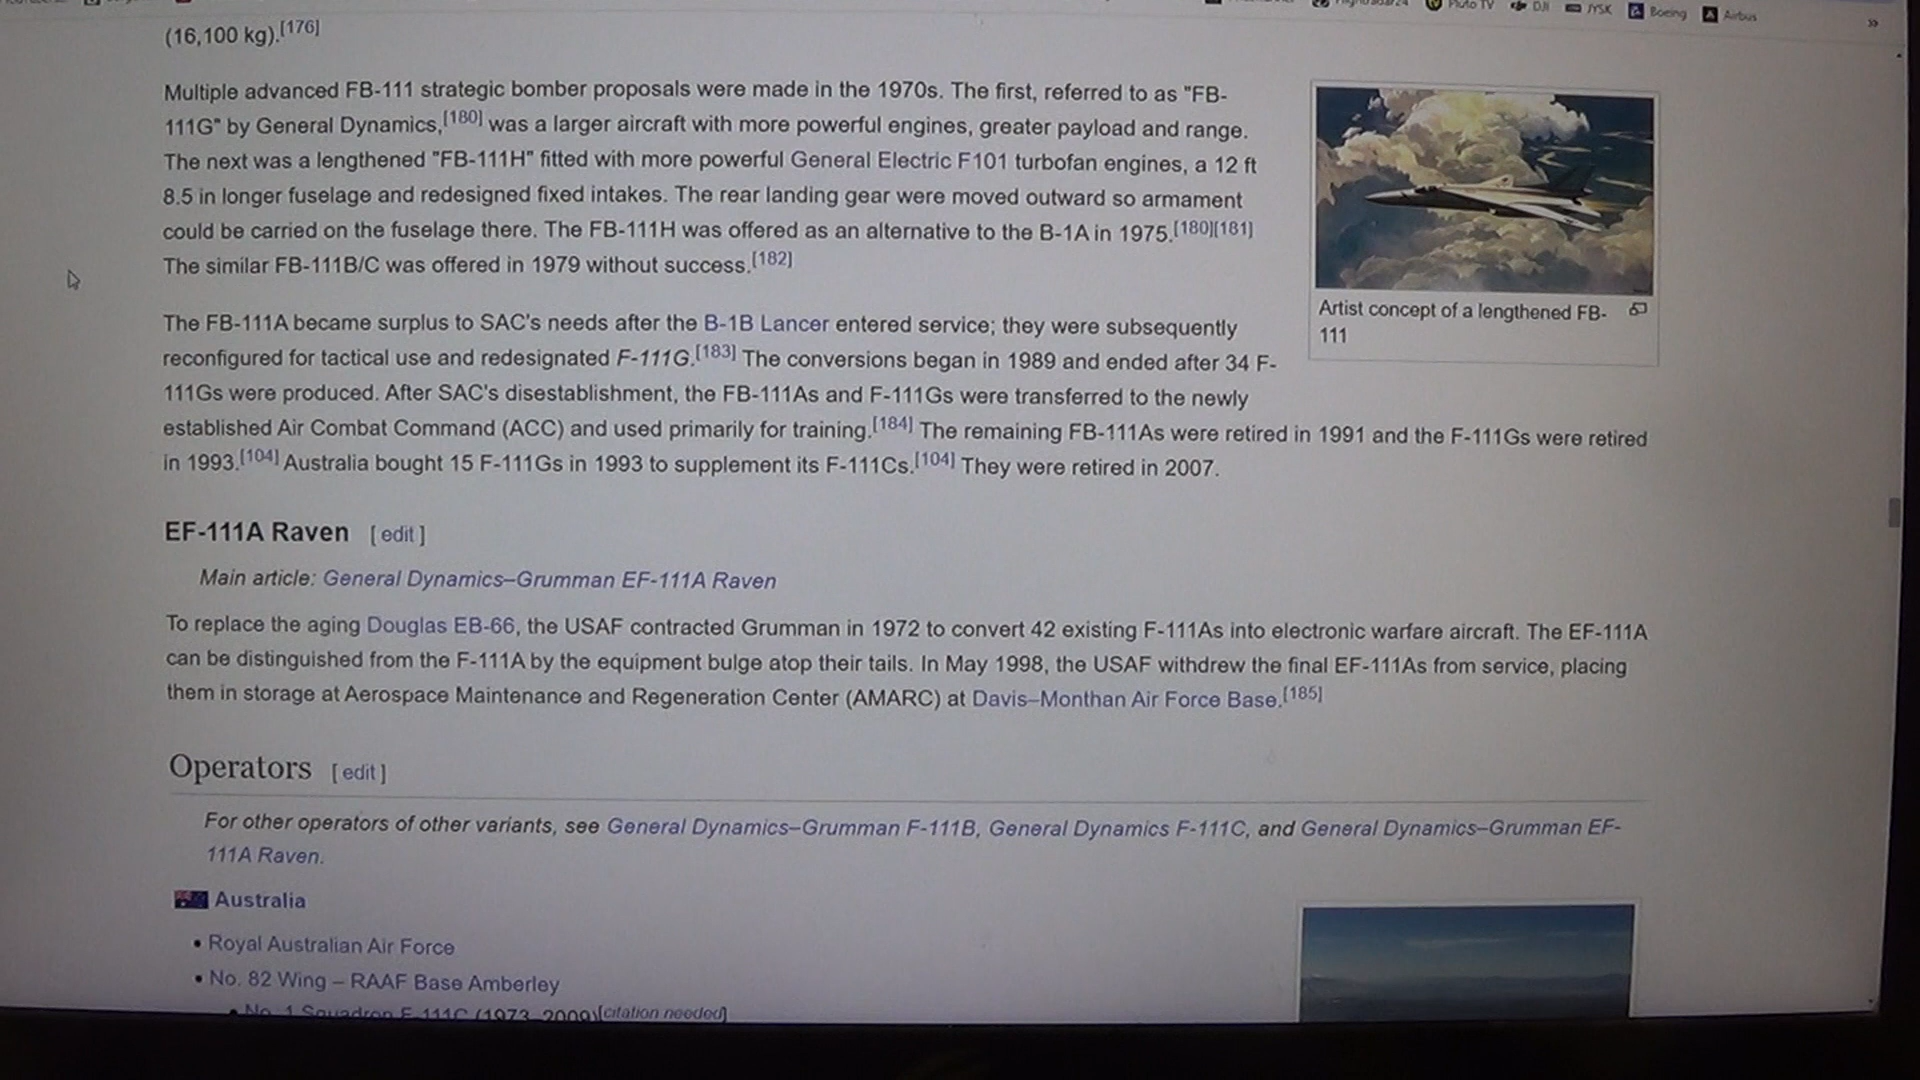 Pluto TV
DJI
JYSK
Boeing
Airbus
»
(16,100 kg).[176]
Multiple advanced FB-111 strategic bomber proposals were made in the 1970s. The first, referred to as "FB-
111G" by General Dynamics,[180] was a larger aircraft with more powerful engines, greater payload and range.
The next was a lengthened "FB-111H" fitted with more powerful General Electric F101 turbofan engines, a 12 ft
8.5 in longer fuselage and redesigned fixed intakes. The rear landing gear were moved outward so armament
could be carried on the fuselage there. The FB-111H was offered as an alternative to the B-1A in 1975.[180][181]
The similar FB-111B/C was offered in 1979 without success.[182]
Artist concept of a lengthened FB-
111
The FB-111A became surplus to SAC's needs after the B-1B Lancer entered service; they were subsequently
reconfigured for tactical use and redesignated F-111G.[183] The conversions began in 1989 and ended after 34 F-
111Gs were produced. After SAC's disestablishment, the FB-111As and F-111Gs were transferred to the newly
established Air Combat Command (ACC) and used primarily for training.[184] The remaining FB-111As were retired in 1991 and the F-111Gs were retired
in 1993.[104] Australia bought 15 F-111Gs in 1993 to supplement its F-111Cs.[104] They were retired in 2007.
EF-111A Raven [ edit ]
Main article: General Dynamics–Grumman EF-111A Raven
To replace the aging Douglas EB-66, the USAF contracted Grumman in 1972 to convert 42 existing F-111As into electronic warfare aircraft. The EF-111A
can be distinguished from the F-111A by the equipment bulge atop their tails. In May 1998, the USAF withdrew the final EF-111As from service, placing
them in storage at Aerospace Maintenance and Regeneration Center (AMARC) at Davis–Monthan Air Force Base.[185]
Operators [ edit ]
For other operators of other variants, see General Dynamics–Grumman F-111B, General Dynamics F-111C, and General Dynamics–Grumman EF-
111A Raven.
Australia
• Royal Australian Air Force
• No. 82 Wing – RAAF Base Amberley
• No. 1 Squadron F-111C (1973–2009)[citation needed]